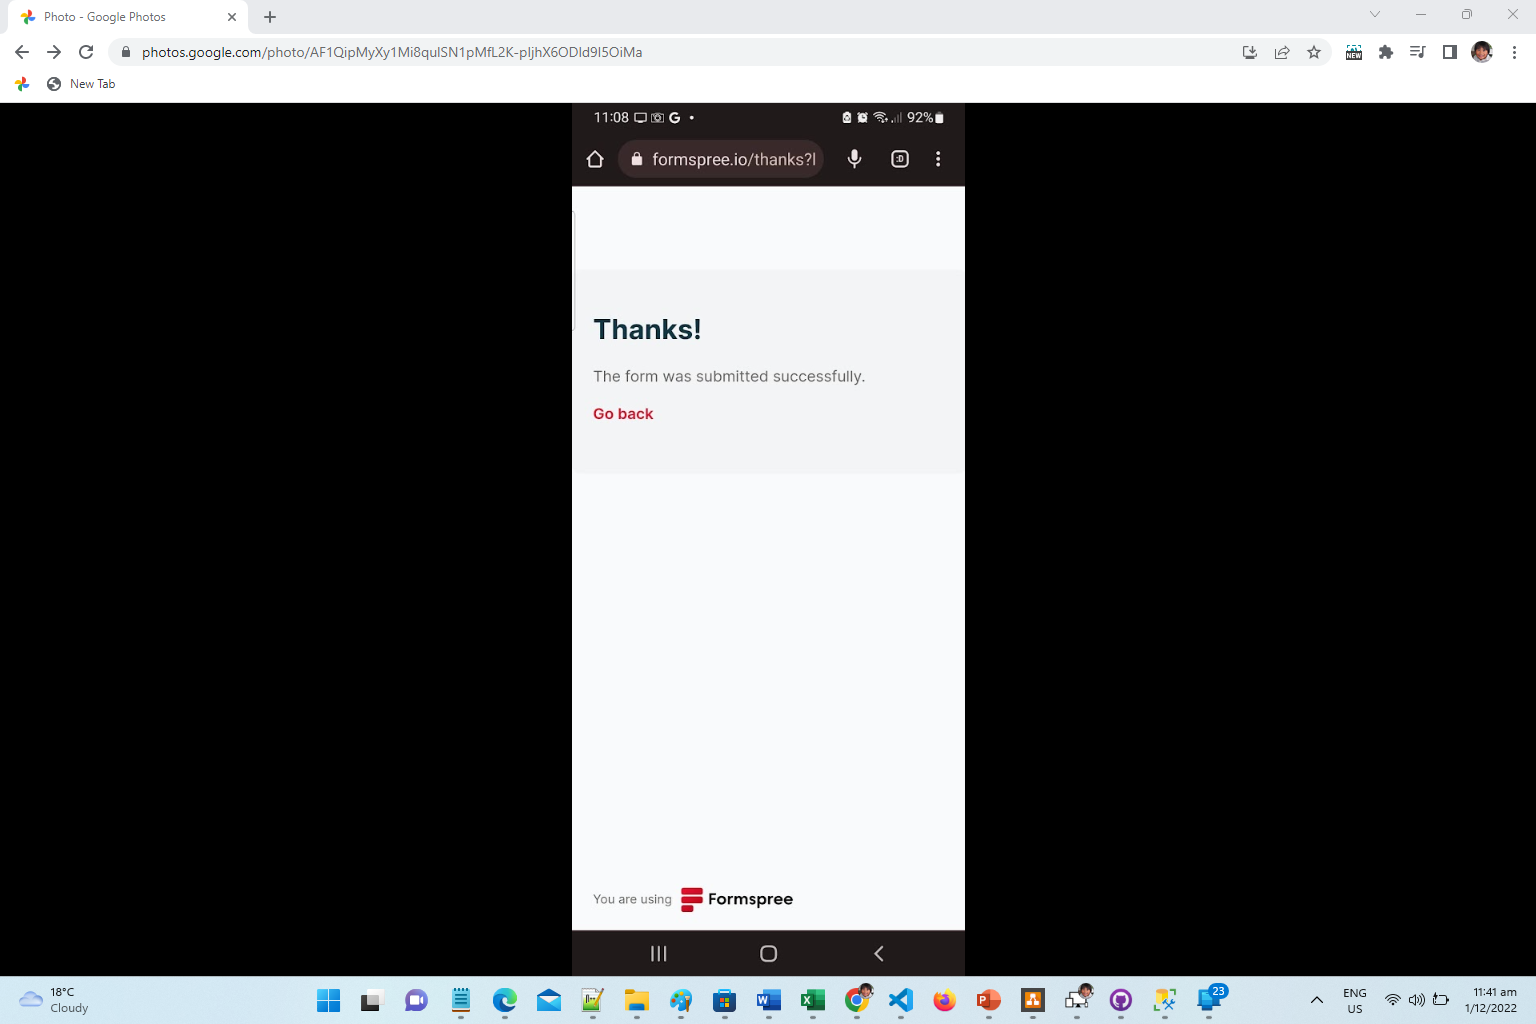 Photo - Google Photos
photos.google.com/photo/AF1QipMyXy1Mi8qulSN1pMfL2K-pljhX6ODld9I5OiMa
NEW
New Tab
11:08 G • 92%
formspree.io/thanks?l
:D
Thanks!
The form was submitted successfully.
Go back
You are using Formspree
18°C
Cloudy
23
ENG
US
11:41 am
1/12/2022